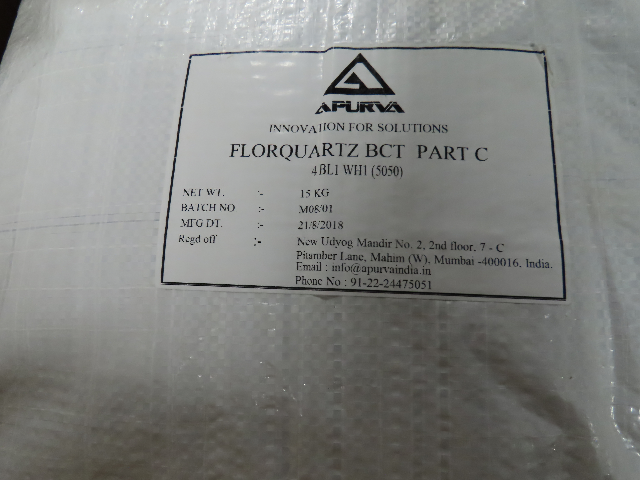 APURVA
INNOVATION FOR SOLUTIONS
FLORQUARTZ BCT PART C
4BL1 WH1 (5050)
NET WT. :- 15 KG
BATCH NO :- M08/01
MFG DT. :- 21/8/2018
Regd off :- New Udyog Mandir No. 2, 2nd floor, 7 - C
Pitamber Lane, Mahim (W), Mumbai -400016, India.
Email : info@apurvaindia.in
Phone No : 91-22-24475051